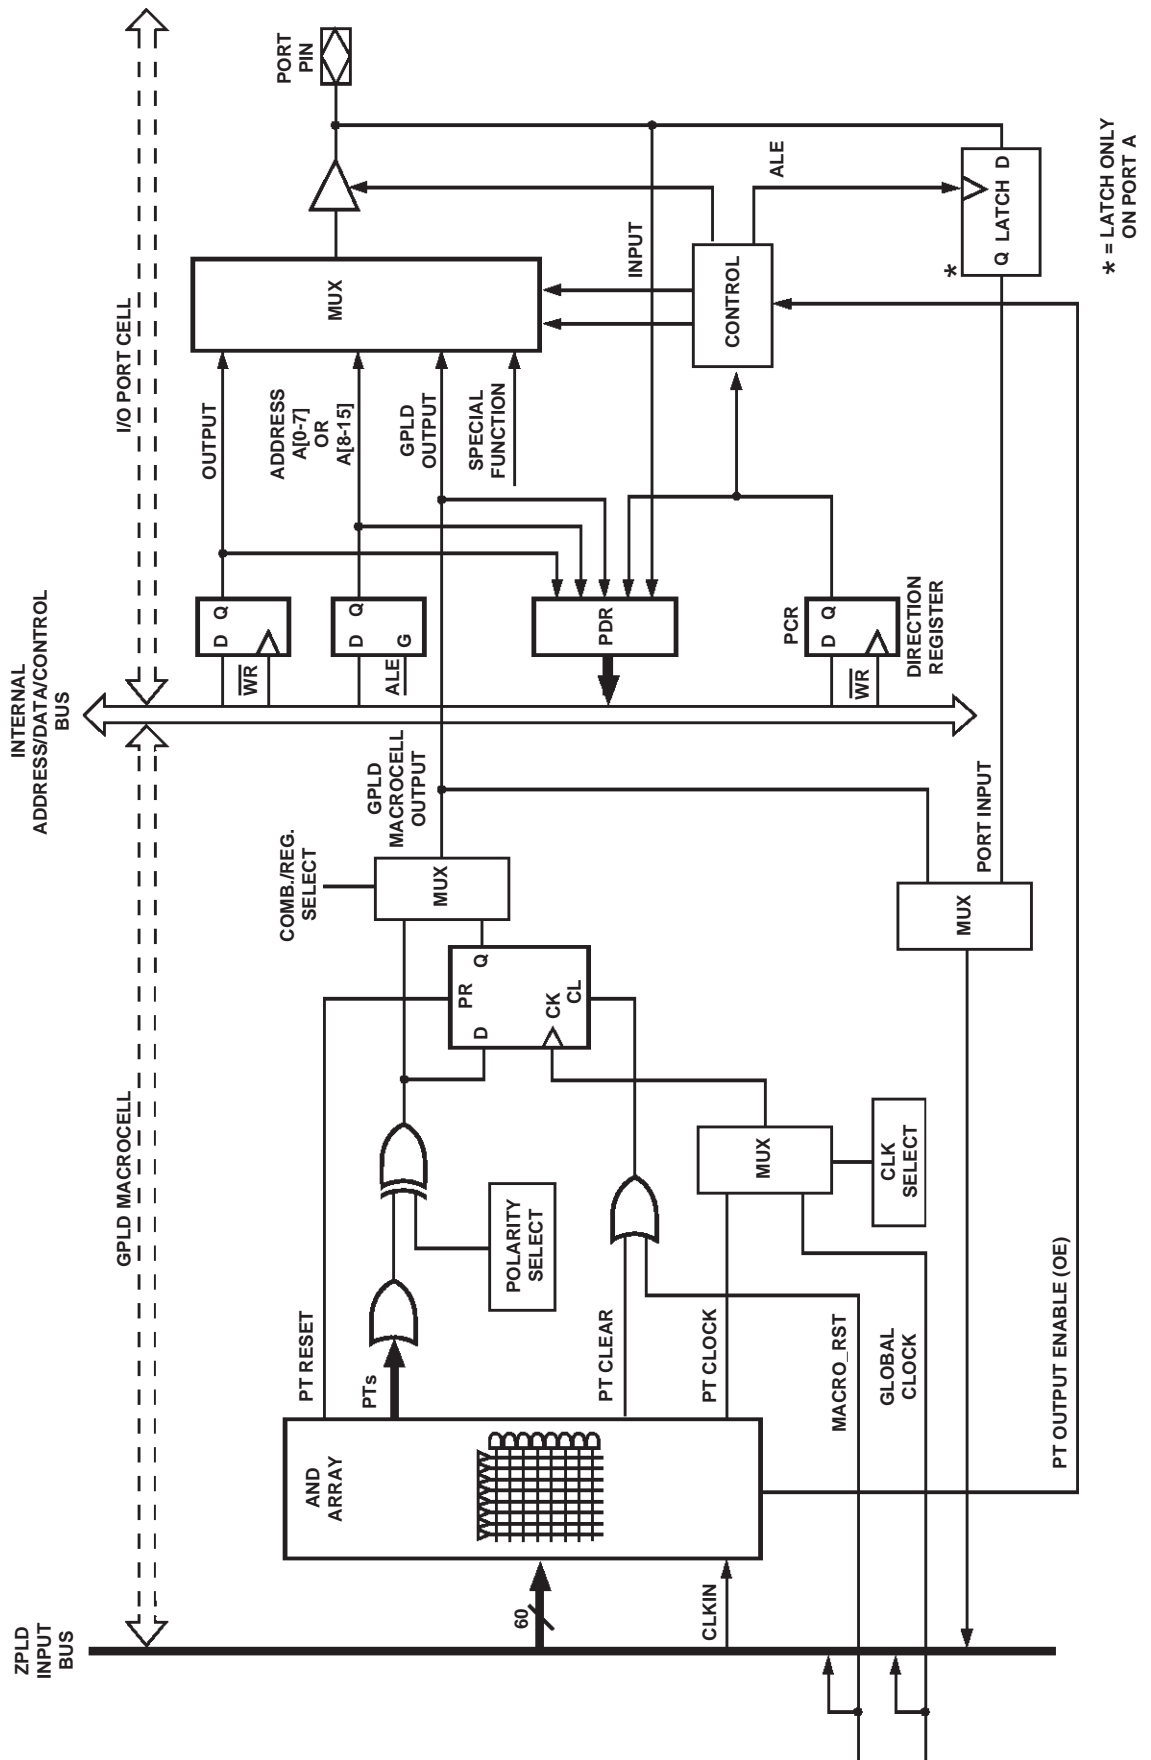 ZPLD
INPUT
BUS
GPLD MACROCELL
INTERNAL
ADDRESS/DATA/CONTROL
BUS
I/O PORT CELL
AND
ARRAY
60
CLKIN
PT RESET
PTs
POLARITY
SELECT
PT CLEAR
PT CLOCK
MACRO_RST
GLOBAL
CLOCK
PT OUTPUT ENABLE (OE)
MUX
CLK
SELECT
PR
D
Q
CK
CL
COMB./REG.
SELECT
MUX
GPLD
MACROCELL
OUTPUT
MUX
PORT INPUT
D Q
WR
D Q
G
ALE
PDR
PCR
D Q
WR
DIRECTION
REGISTER
OUTPUT
ADDRESS
A[0-7]
OR
A[8-15]
GPLD
OUTPUT
SPECIAL
FUNCTION
MUX
INPUT
CONTROL
ALE
PORT
PIN
*
Q LATCH D
* = LATCH ONLY
ON PORT A